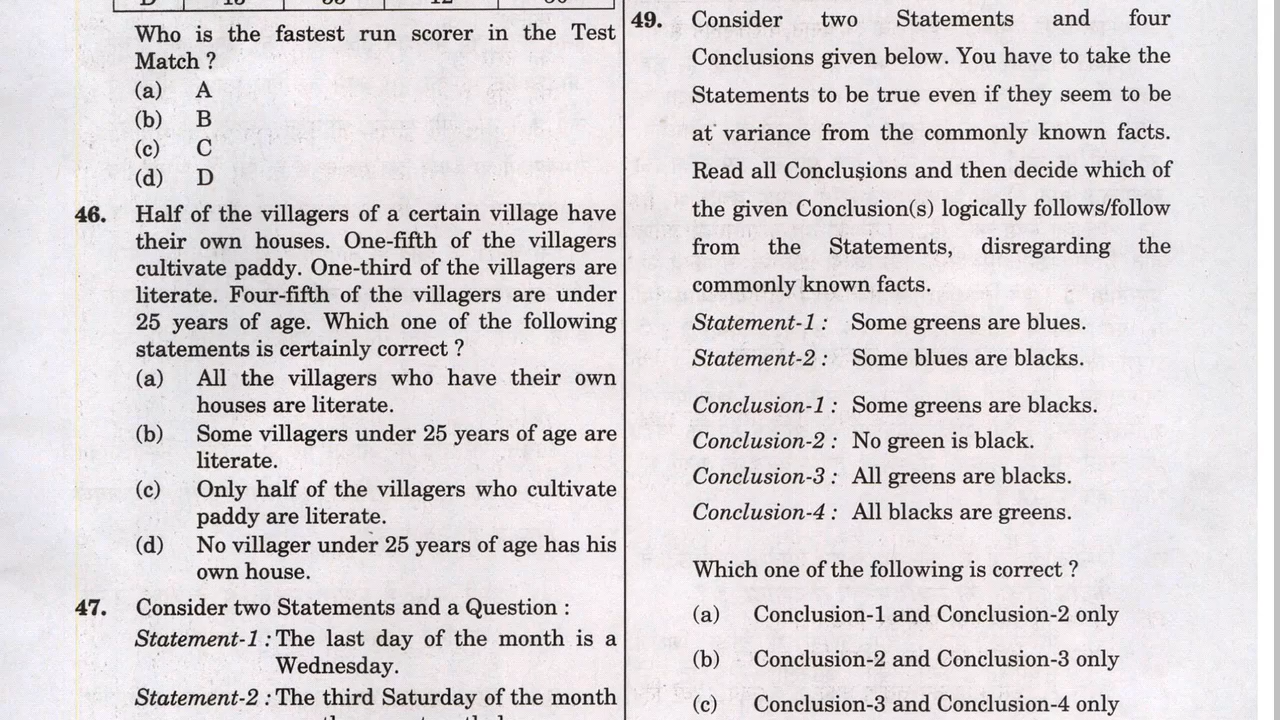 Who is the fastest run scorer in the Test
Match ?
(a) A
(b) B
(c) C
(d) D
46. Half of the villagers of a certain village have
their own houses. One-fifth of the villagers
cultivate paddy. One-third of the villagers are
literate. Four-fifth of the villagers are under
25 years of age. Which one of the following
statements is certainly correct ?
(a) All the villagers who have their own
houses are literate.
(b) Some villagers under 25 years of age are
literate.
(c) Only half of the villagers who cultivate
paddy are literate.
(d) No villager under 25 years of age has his
own house.
47. Consider two Statements and a Question :
Statement-1 : The last day of the month is a
Wednesday.
Statement-2 : The third Saturday of the month
49. Consider two Statements and four
Conclusions given below. You have to take the
Statements to be true even if they seem to be
at variance from the commonly known facts.
Read all Conclusions and then decide which of
the given Conclusion(s) logically follows/follow
from the Statements, disregarding the
commonly known facts.
Statement-1 : Some greens are blues.
Statement-2 : Some blues are blacks.
Conclusion-1 : Some greens are blacks.
Conclusion-2 : No green is black.
Conclusion-3 : All greens are blacks.
Conclusion-4 : All blacks are greens.
Which one of the following is correct ?
(a) Conclusion-1 and Conclusion-2 only
(b) Conclusion-2 and Conclusion-3 only
(c) Conclusion-3 and Conclusion-4 only